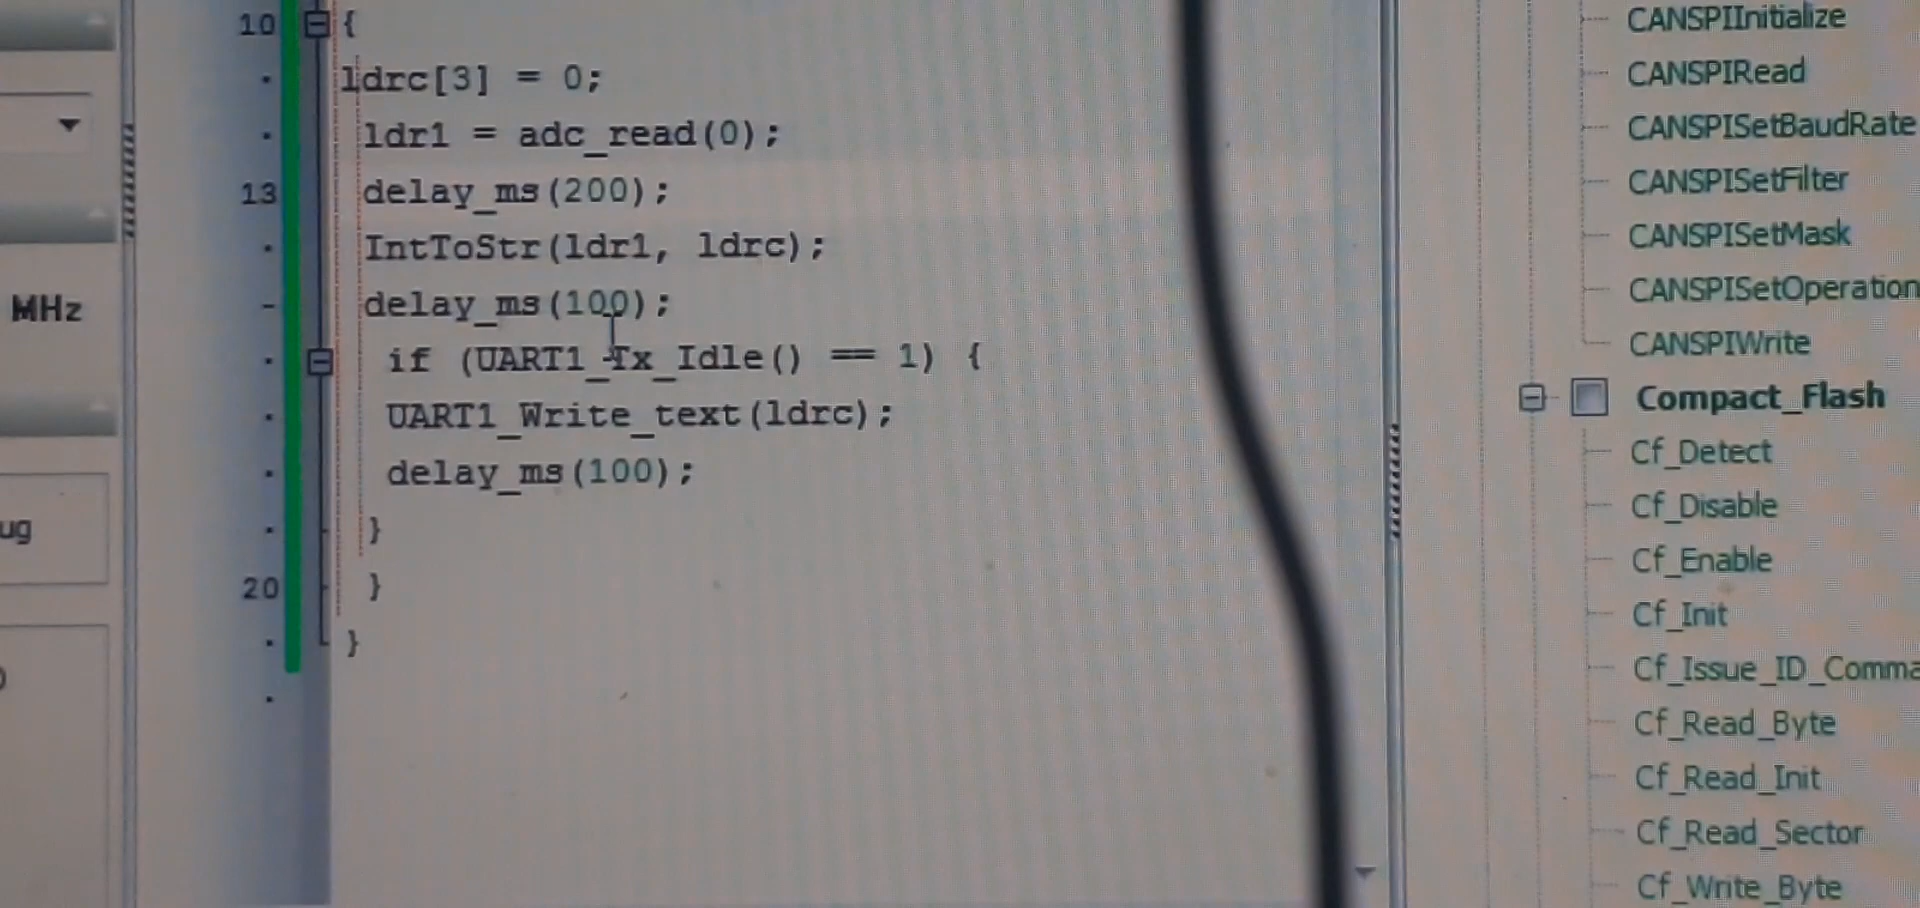 MHz
ug
10 {
ldrc[3] = 0;
ldr1 = adc_read(0);
13 delay_ms(200);
IntToStr(ldr1, ldrc);
delay_ms(100);
if (UART1_Tx_Idle() == 1) {
UART1_Write_text(ldrc);
delay_ms(100);
}
20 }
}
CANSPIInitialize
CANSPIRead
CANSPISetBaudRate
CANSPISetFilter
CANSPISetMask
CANSPISetOperation
CANSPIWrite
Compact_Flash
Cf_Detect
Cf_Disable
Cf_Enable
Cf_Init
Cf_Issue_ID_Comma
Cf_Read_Byte
Cf_Read_Init
Cf_Read_Sector
Cf_Write_Byte